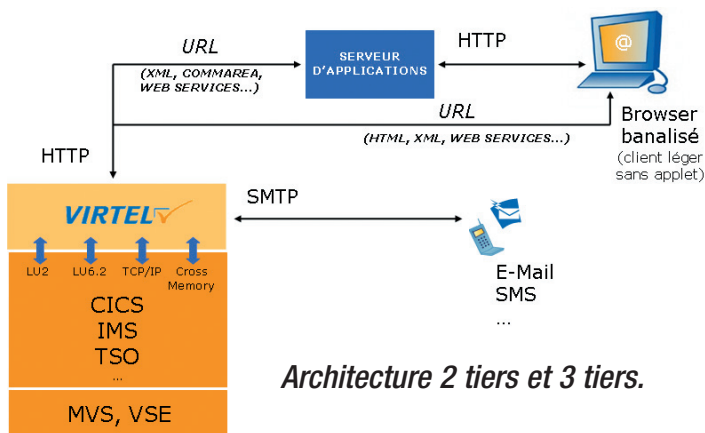 URL
(XML, COMMAREA,
WEB SERVICES...)
SERVEUR
D'APPLICATIONS
HTTP
@
URL
(HTML, XML, WEB SERVICES...)
Browser
banalisé
(client léger
sans applet)
HTTP
VIRTEL
SMTP
LU2 LU6.2 TCP/IP Cross
Memory
E-Mail
SMS
...
CICS
IMS
TSO
...
Architecture 2 tiers et 3 tiers.
MVS, VSE